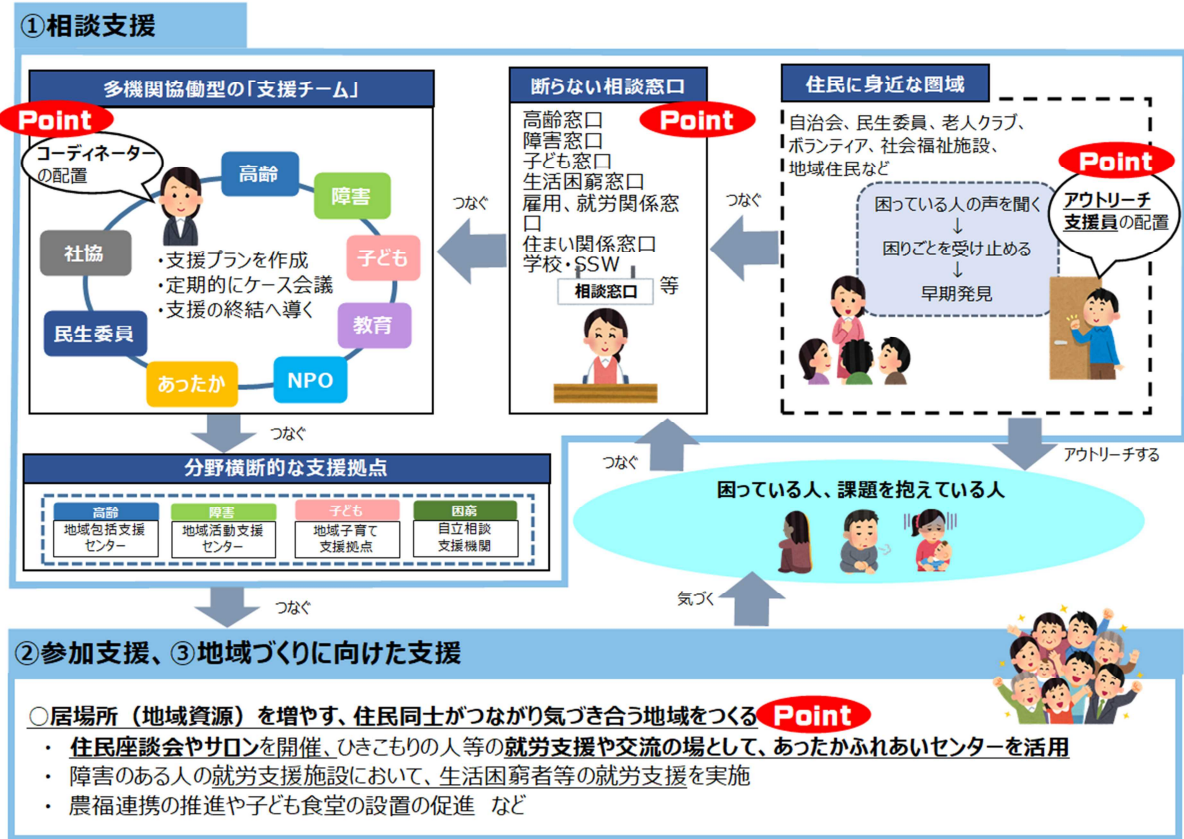 ①相談支援
多機関協働型の「支援チーム」
Point
コーディネーター
の配置
高齢
障害
子ども
教育
NPO
あったか
民生委員
社協
・支援プランを作成
・定期的にケース会議
・支援の終結へ導く
つなぐ
断らない相談窓口
Point
高齢窓口
障害窓口
子ども窓口
生活困窮窓口
雇用、就労関係窓
口
住まい関係窓口
学校・SSW
等
相談窓口
つなぐ
住民に身近な圏域
自治会、民生委員、老人クラブ、
ボランティア、社会福祉施設、
地域住民など
Point
アウトリーチ
支援員の配置
困っている人の声を聞く
↓
困りごとを受け止める
↓
早期発見
つなぐ
分野横断的な支援拠点
高齢
地域包括支援
センター
障害
地域活動支援
センター
子ども
地域子育て
支援拠点
困窮
自立相談
支援機関
つなぐ
アウトリーチする
困っている人、課題を抱えている人
つなぐ
気づく
②参加支援、③地域づくりに向けた支援
○居場所（地域資源）を増やす、住民同士がつながり気づき合う地域をつくる Point
・ 住民座談会やサロンを開催、ひきこもりの人等の就労支援や交流の場として、あったかふれあいセンターを活用
・ 障害のある人の就労支援施設において、生活困窮者等の就労支援を実施
・ 農福連携の推進や子ども食堂の設置の促進 など